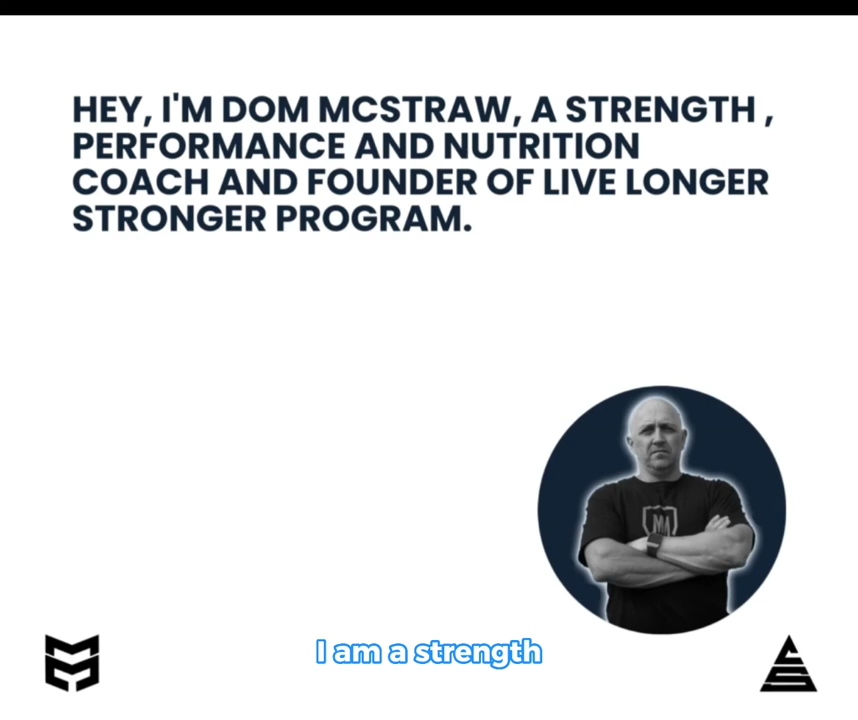 HEY, I'M DOM MCSTRAW, A STRENGTH ,
PERFORMANCE AND NUTRITION
COACH AND FOUNDER OF LIVE LONGER
STRONGER PROGRAM.
I am a strength